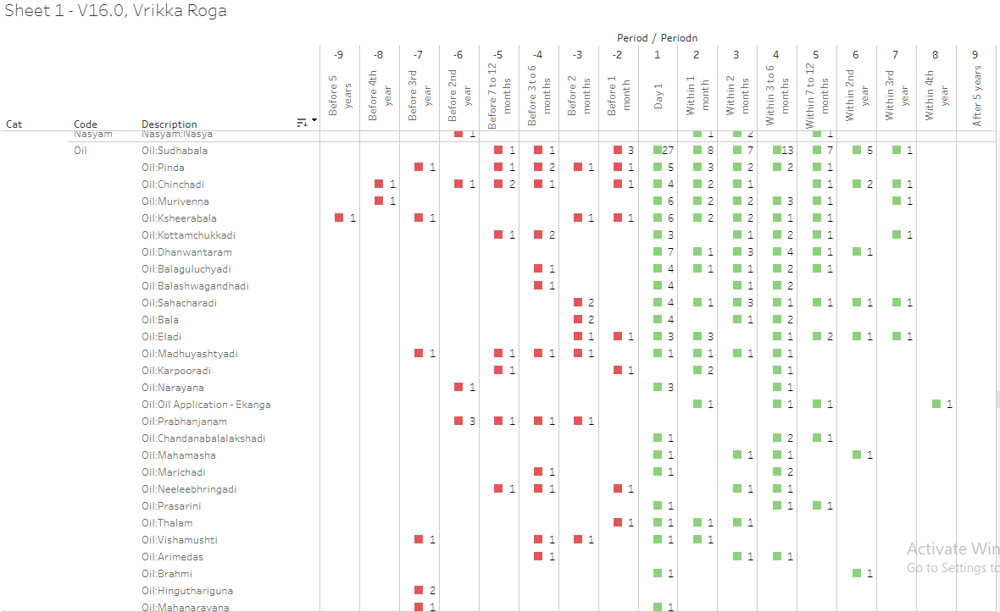 Sheet 1 - V16.0, Vrikka Roga
Period / Periodn
-9 -8 -7 -6 -5 -4 -3 -2 1 2 3 4 5 6 7 8 9
Before 5 years Before 4th year Before 3rd year Before 2nd year Before 7 to 12 months Before 3 to 6 months Before 2 months Before 1 month Day 1 Within 1 month Within 2 months Within 3 to 6 months Within 7 to 12 months Within 2nd year Within 3rd year Within 4th year After 5 years
Cat Code Description
Nasyam Nasyam:Nasya 1 1 2 1
Oil Oil:Sudhabala 1 1 3 27 8 7 13 7 5 1
Oil:Pinda 1 1 2 1 1 5 3 2 2 1
Oil:Chinchadi 1 1 2 1 1 4 2 1 1 2 1
Oil:Murivenna 1 6 2 2 3 1 1
Oil:Ksheerabala 1 1 1 1 6 2 2 1 1
Oil:Kottamchukkadi 1 2 3 1 2 1 1
Oil:Dhanwantaram 7 1 3 4 1 1
Oil:Balaguluchyadi 1 4 1 1 2 1
Oil:Balashwagandhadi 1 4 1 2
Oil:Sahacharadi 2 4 1 3 1 1 1 1
Oil:Bala 2 4 1 2
Oil:Eladi 1 1 3 3 1 2 1 1
Oil:Madhuyashtyadi 1 1 1 1 1 1 1 1
Oil:Karpooradi 1 1 2 1
Oil:Narayana 1 3 1
Oil:Oil Application - Ekanga 1 1 1 1
Oil:Prabhanjanam 3 1 1 1
Oil:Chandanabalalakshadi 1 2 1
Oil:Mahamasha 1 1 1 1
Oil:Marichadi 1 1 2
Oil:Neeleebhringadi 1 1 1 1 1
Oil:Prasarini 1 1 1
Oil:Thalam 1 1 1 1
Oil:Vishamushti 1 1 1 1 1
Oil:Arimedas 1 1 1
Oil:Brahmi 1 1
Oil:Hinguthariguna 2
Oil:Mahanarayana 1 1
Activate Win
Go to Settings to